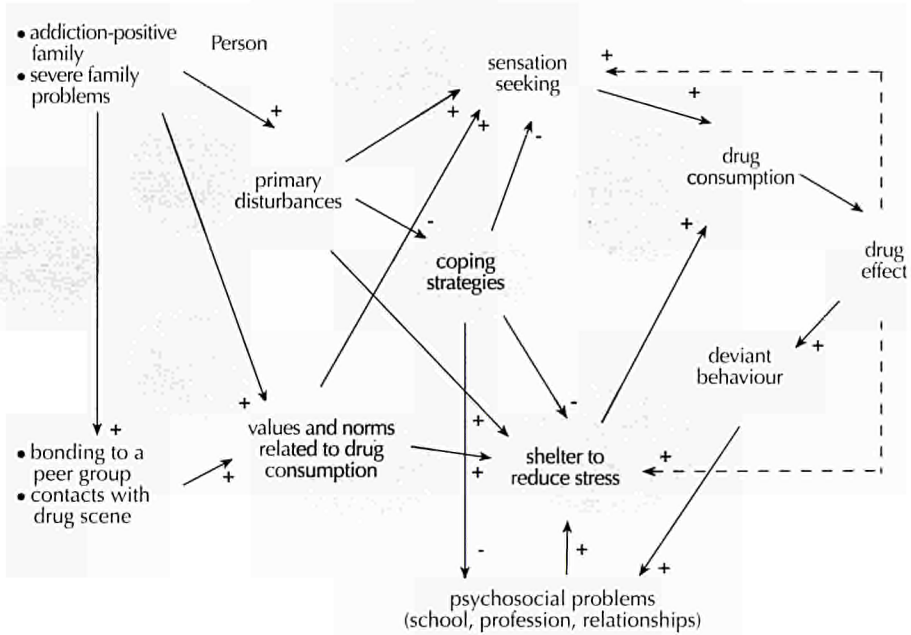 • addiction-positive
family
• severe family
problems
Person
+
sensation
seeking
+
+
+
+
-
primary
disturbances
-
drug
consumption
+
coping
strategies
drug
effect
+
deviant
behaviour
+
values and norms
related to drug
consumption
+
• bonding to a
peer group
• contacts with
drug scene
+
-
+
+
shelter to
reduce stress
+
-
+
+
psychosocial problems
(school, profession, relationships)